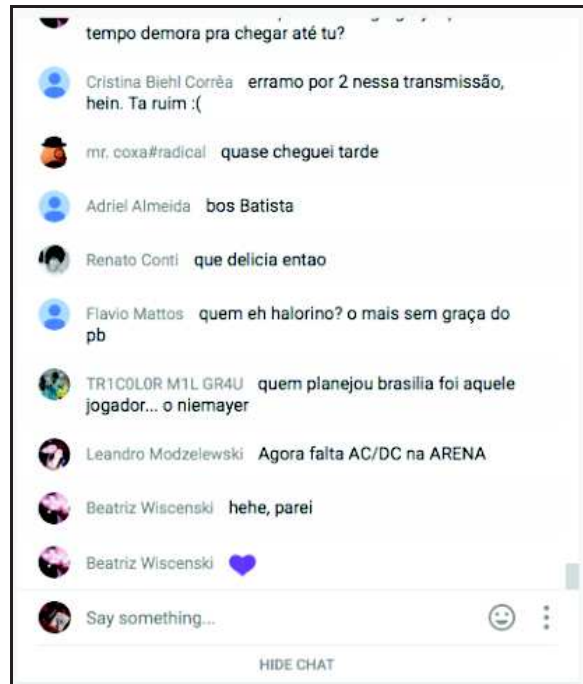 tempo demora pra chegar até tu?
Cristina Biehl Corrêa erramo por 2 nessa transmissão,
hein. Ta ruim :(
mr. coxa#radical quase cheguei tarde
Adriel Almeida bos Batista
Renato Conti que delicia entao
Flavio Mattos quem eh halorino? o mais sem graça do
pb
TR1C0L0R M1L GR4U quem planejou brasilia foi aquele
jogador... o niemayer
Leandro Modzelewski Agora falta AC/DC na ARENA
Beatriz Wiscenski hehe, parei
Beatriz Wiscenski 💜
Say something...
HIDE CHAT